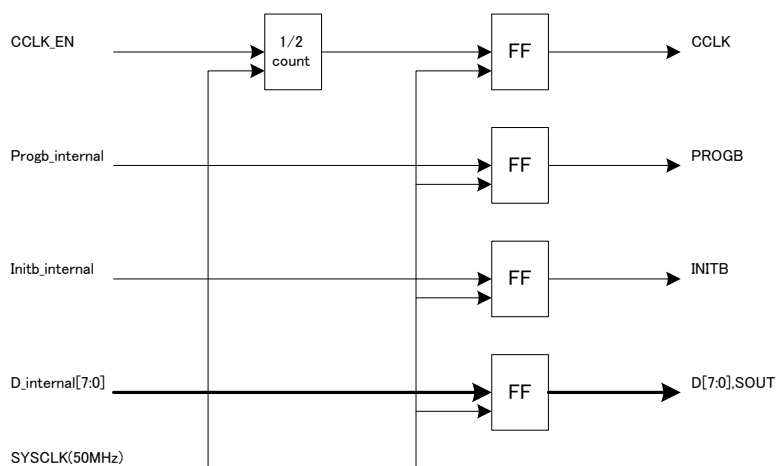 CCLK_EN
1/2
count
FF
CCLK
Progb_internal
FF
PROGB
Initb_internal
FF
INITB
D_internal[7:0]
FF
D[7:0],SOUT
SYSCLK(50MHz)